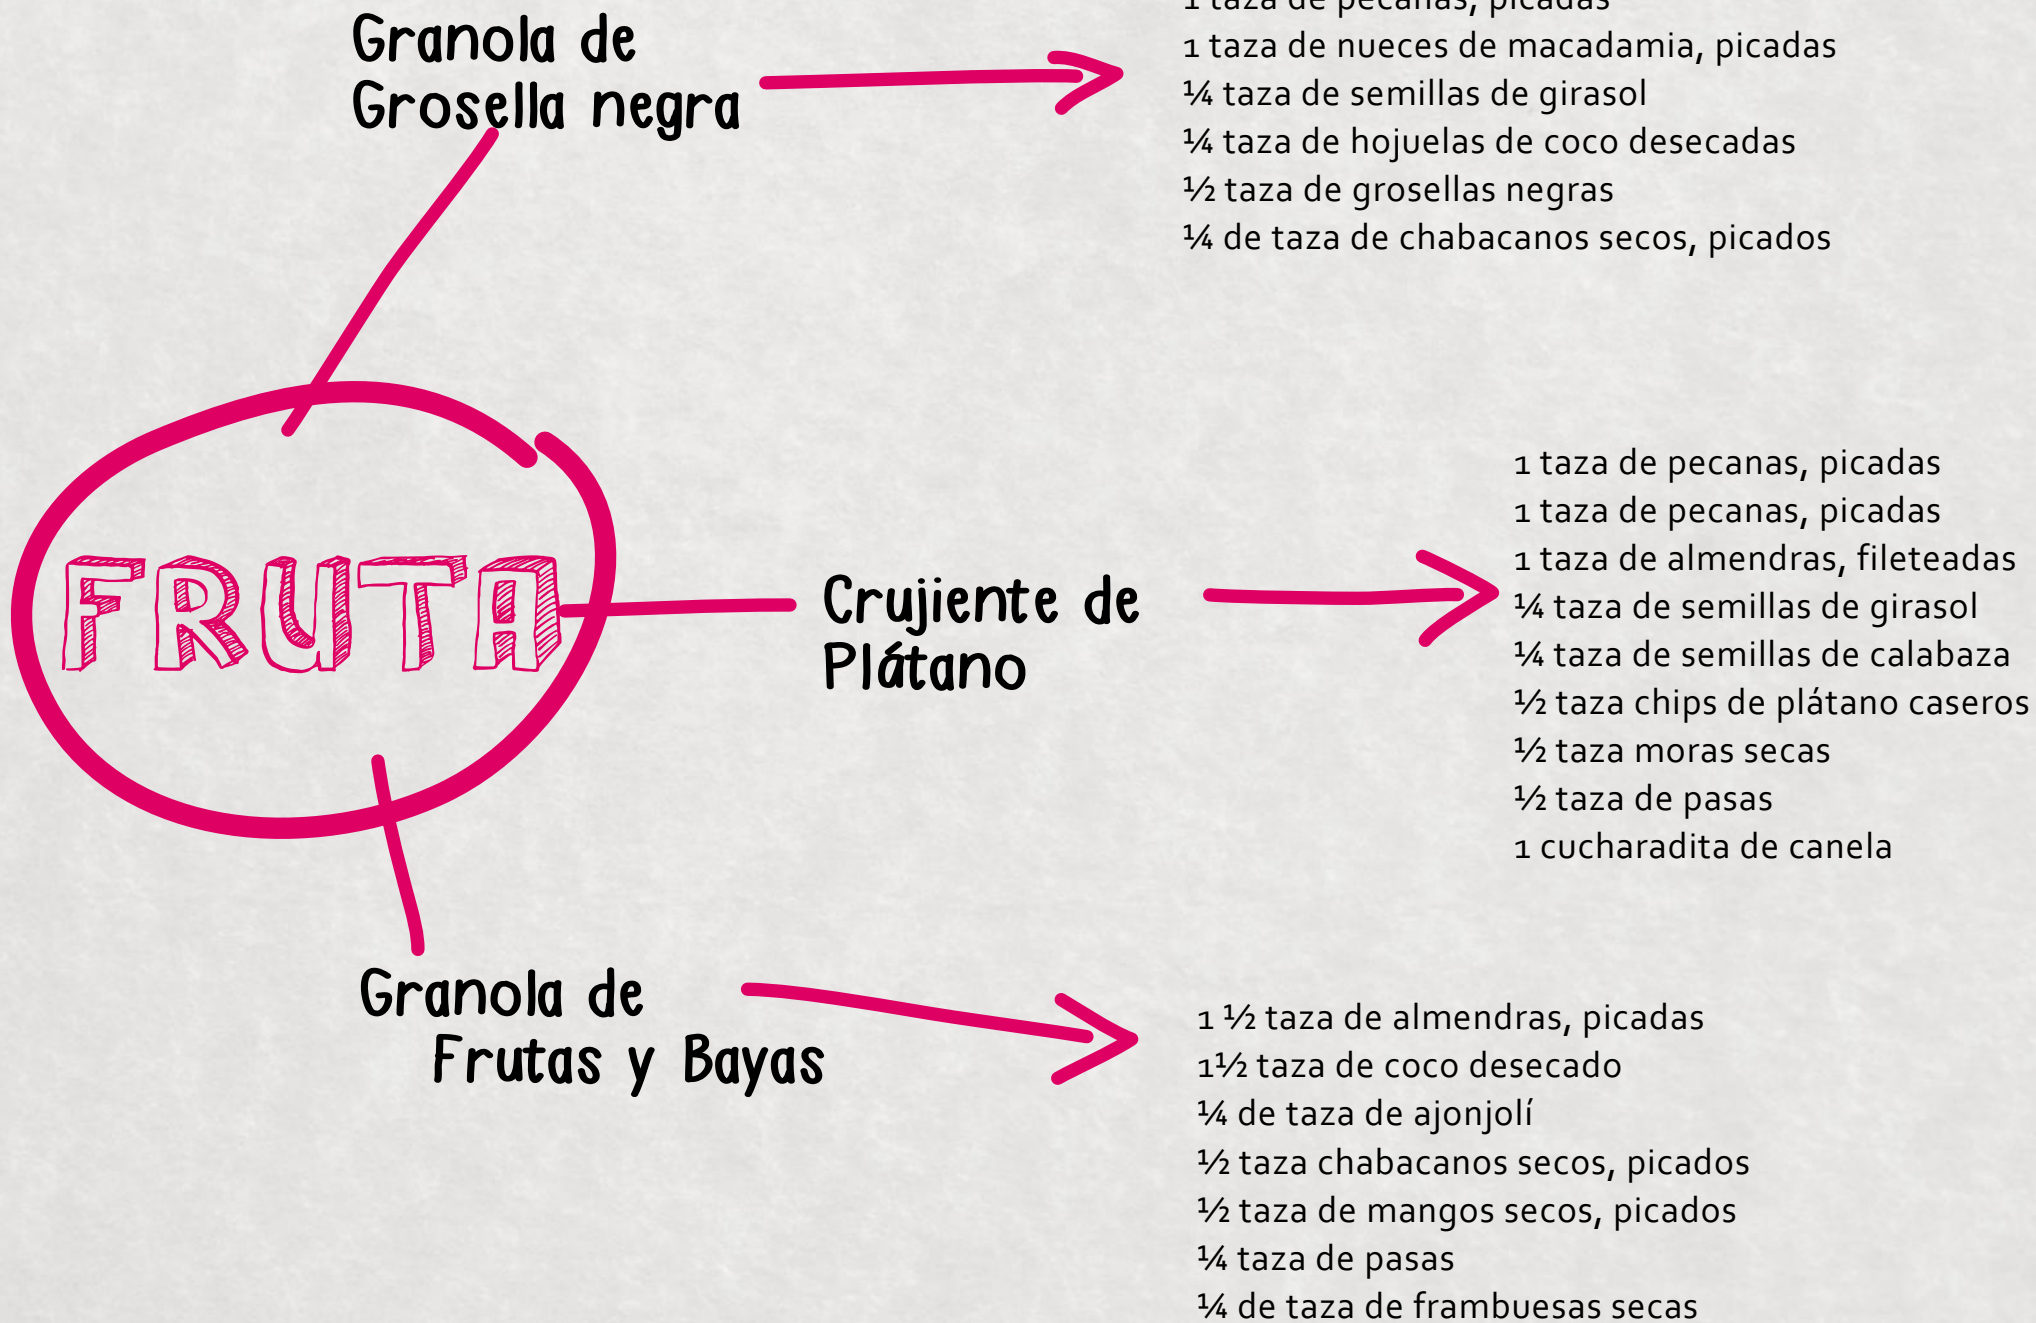 Granola de
Grosella negra
1 taza de pecanas, picadas
1 taza de nueces de macadamia, picadas
¼ taza de semillas de girasol
¼ taza de hojuelas de coco desecadas
½ taza de grosellas negras
¼ de taza de chabacanos secos, picados
FRUTA
Crujiente de
Plátano
1 taza de pecanas, picadas
1 taza de pecanas, picadas
1 taza de almendras, fileteadas
¼ taza de semillas de girasol
¼ taza de semillas de calabaza
½ taza chips de plátano caseros
½ taza moras secas
½ taza de pasas
1 cucharadita de canela
Granola de
Frutas y Bayas
1 ½ taza de almendras, picadas
1½ taza de coco desecado
¼ de taza de ajonjolí
½ taza chabacanos secos, picados
½ taza de mangos secos, picados
¼ taza de pasas
¼ de taza de frambuesas secas